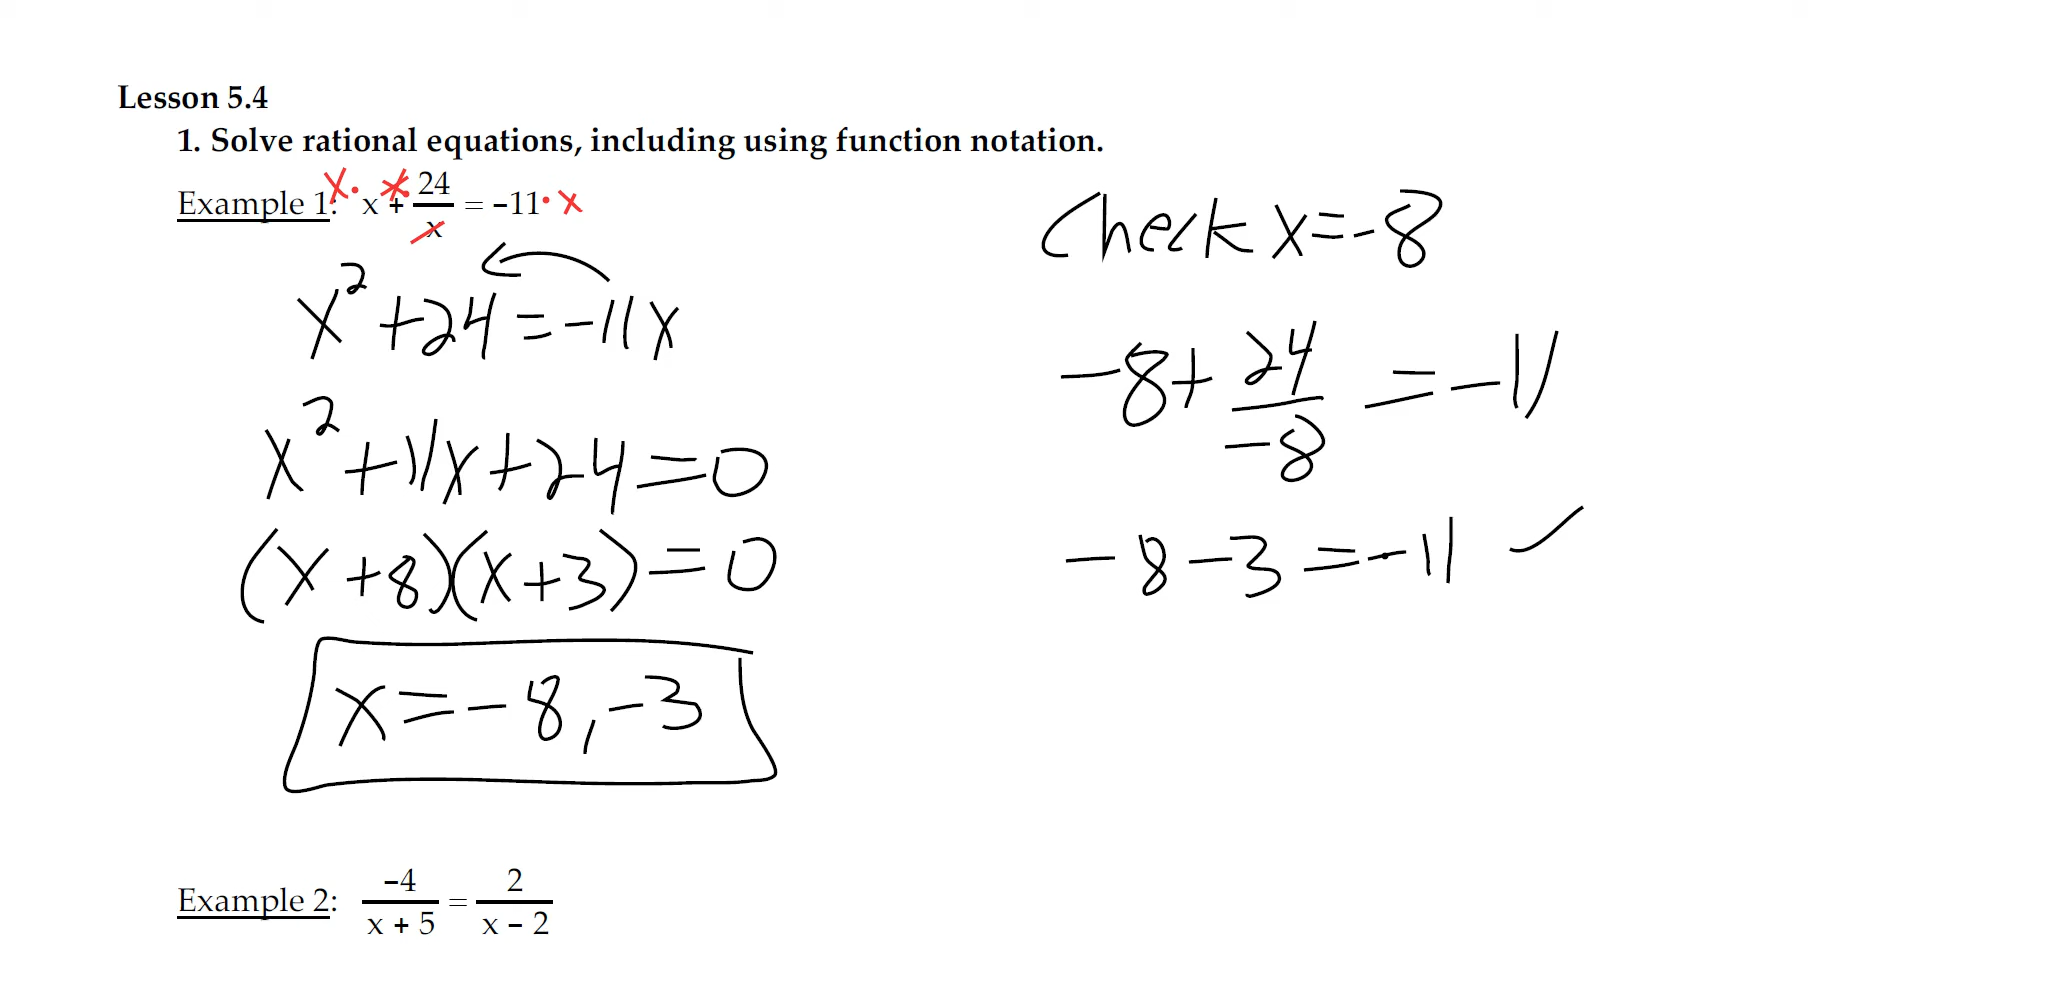 Lesson 5.4
1. Solve rational equations, including using function notation.
Example 1: x· x + x· 24/x = -11·x
x² + 24 = -11x
x² + 11x + 24 = 0
(x + 8)(x + 3) = 0
x = -8, -3
Check x = -8
-8 + 24/-8 = -11
-8 - 3 = -11 ✓
Example 2: -4/(x + 5) = 2/(x - 2)